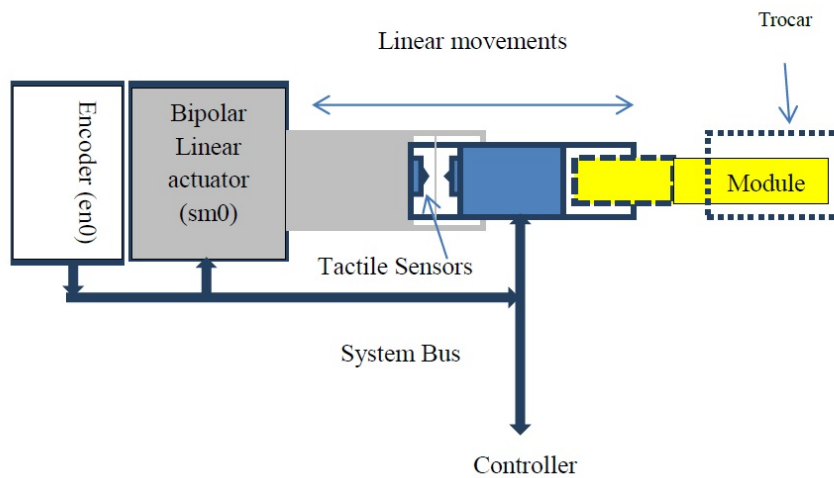 Trocar
Linear movements
Encoder (en0)
Bipolar
Linear
actuator
(sm0)
Module
Tactile Sensors
System Bus
Controller